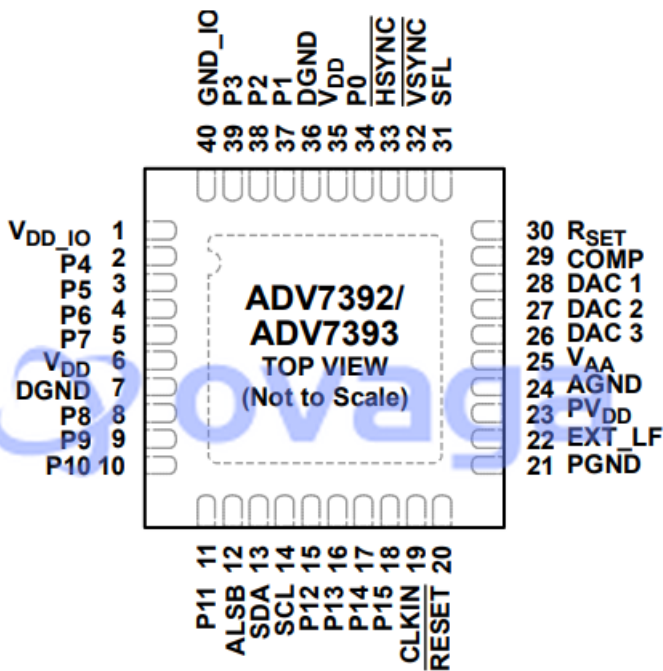 40 GND_IO
39 P3
38 P2
37 P1
36 DGND
35 VDD
34 P0
33 HSYNC
32 VSYNC
31 SFL
VDD_IO 1
P4 2
P5 3
P6 4
P7 5
VDD 6
DGND 7
P8 8
P9 9
P10 10
ADV7392/
ADV7393
TOP VIEW
(Not to Scale)
30 RSET
29 COMP
28 DAC 1
27 DAC 2
26 DAC 3
25 VAA
24 AGND
23 PVDD
22 EXT_LF
21 PGND
P11 11
ALSB 12
SDA 13
SCL 14
P12 15
P13 16
P14 17
P15 18
CLKIN 19
RESET 20
ovaga